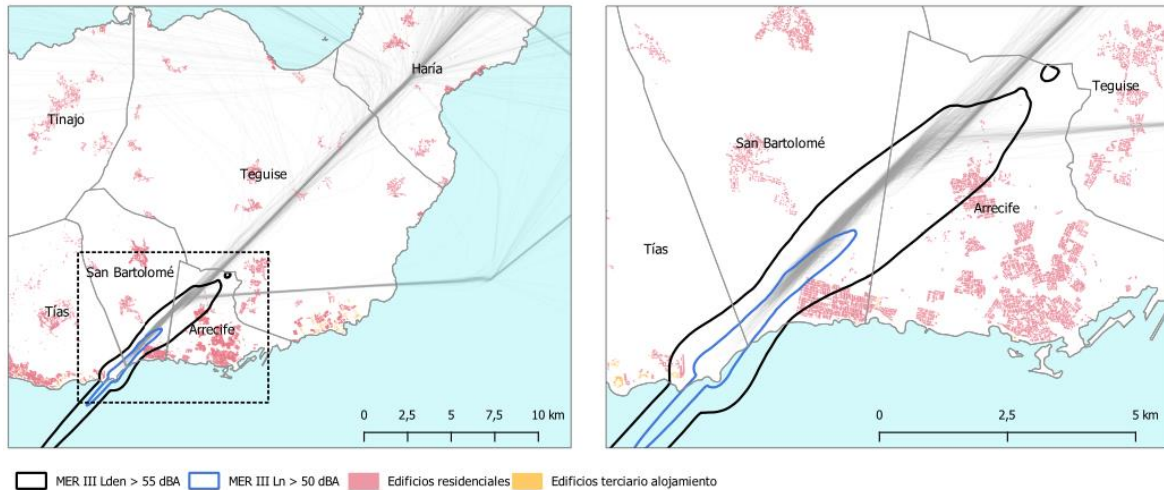 Haría
Tinajo
Teguise
San Bartolomé
Tías
Arrecife
0 2,5 5 7,5 10 km
Teguise
San Bartolomé
Arrecife
Tías
0 2,5 5 km
MER III Lden > 55 dBA MER III Ln > 50 dBA Edificios residenciales Edificios terciario alojamiento